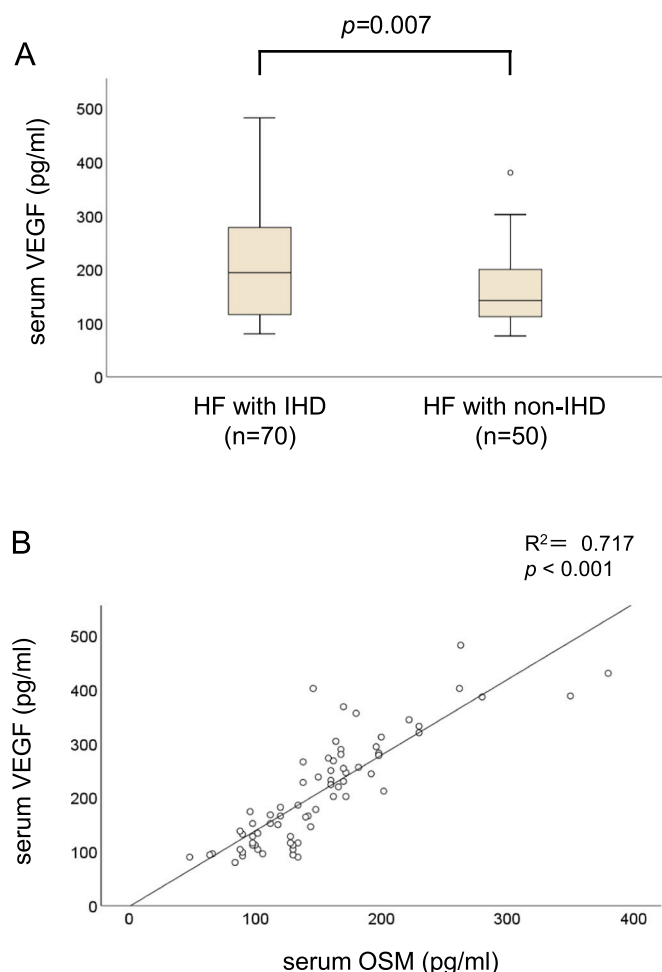 p=0.007
A
500
400
300
200
100
0
serum VEGF (pg/ml)
HF with IHD HF with non-IHD
(n=70) (n=50)
B
R²= 0.717
p < 0.001
500
400
300
200
100
0
serum VEGF (pg/ml)
0 100 200 300 400
serum OSM (pg/ml)